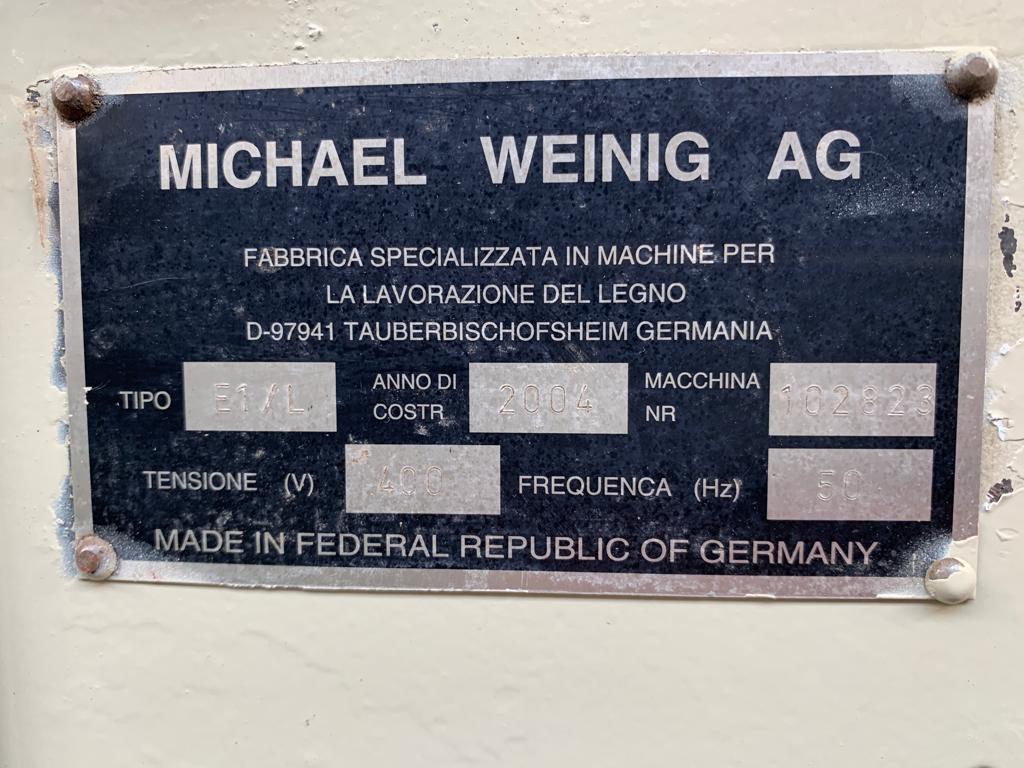 MICHAEL WEINIG AG
FABBRICA SPECIALIZZATA IN MACHINE PER
LA LAVORAZIONE DEL LEGNO
D-97941 TAUBERBISCHOFSHEIM GERMANIA
TIPO E1/L ANNO DI COSTR 2004 MACCHINA NR 102823
TENSIONE (V) 400 FREQUENCA (Hz) 50
MADE IN FEDERAL REPUBLIC OF GERMANY